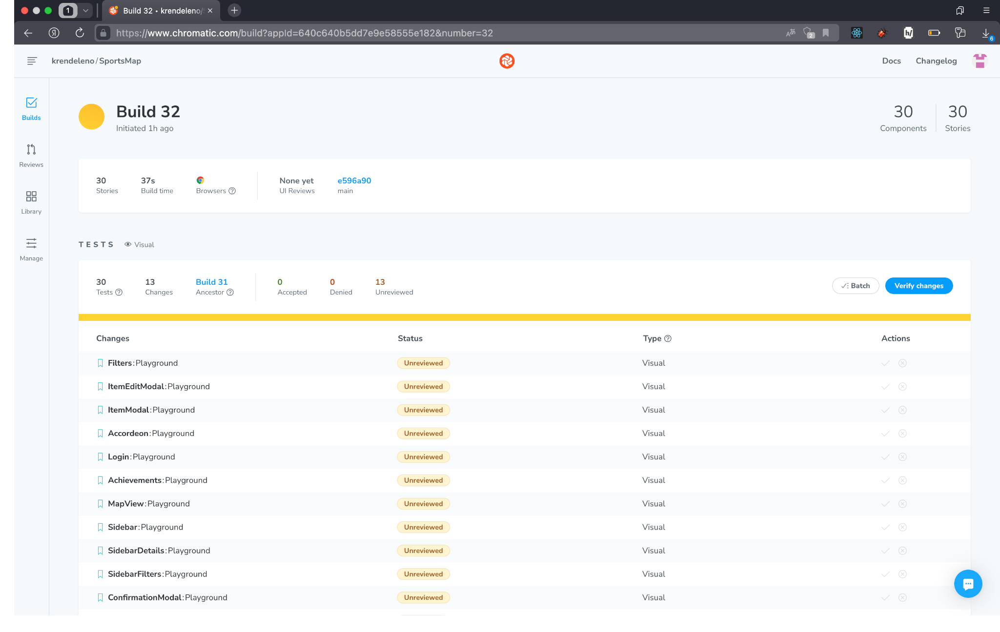 1
Build 32 • krendeleno/S
https://www.chromatic.com/build?appId=640c640b5dd7e9e58555e182&number=32
2
h/
6
krendeleno/SportsMap
Docs
Changelog
Builds
Reviews
Library
Manage
Build 32
Initiated 1h ago
30
Components
30
Stories
30
Stories
37s
Build time
Browsers
None yet
UI Reviews
e596a90
main
TESTS
Visual
30
Tests
13
Changes
Build 31
Ancestor
0
Accepted
0
Denied
13
Unreviewed
Batch
Verify changes
Changes Status Type Actions
Filters:Playground Unreviewed Visual
ItemEditModal:Playground Unreviewed Visual
ItemModal:Playground Unreviewed Visual
Accordeon:Playground Unreviewed Visual
Login:Playground Unreviewed Visual
Achievements:Playground Unreviewed Visual
MapView:Playground Unreviewed Visual
Sidebar:Playground Unreviewed Visual
SidebarDetails:Playground Unreviewed Visual
SidebarFilters:Playground Unreviewed Visual
ConfirmationModal:Playground Unreviewed Visual